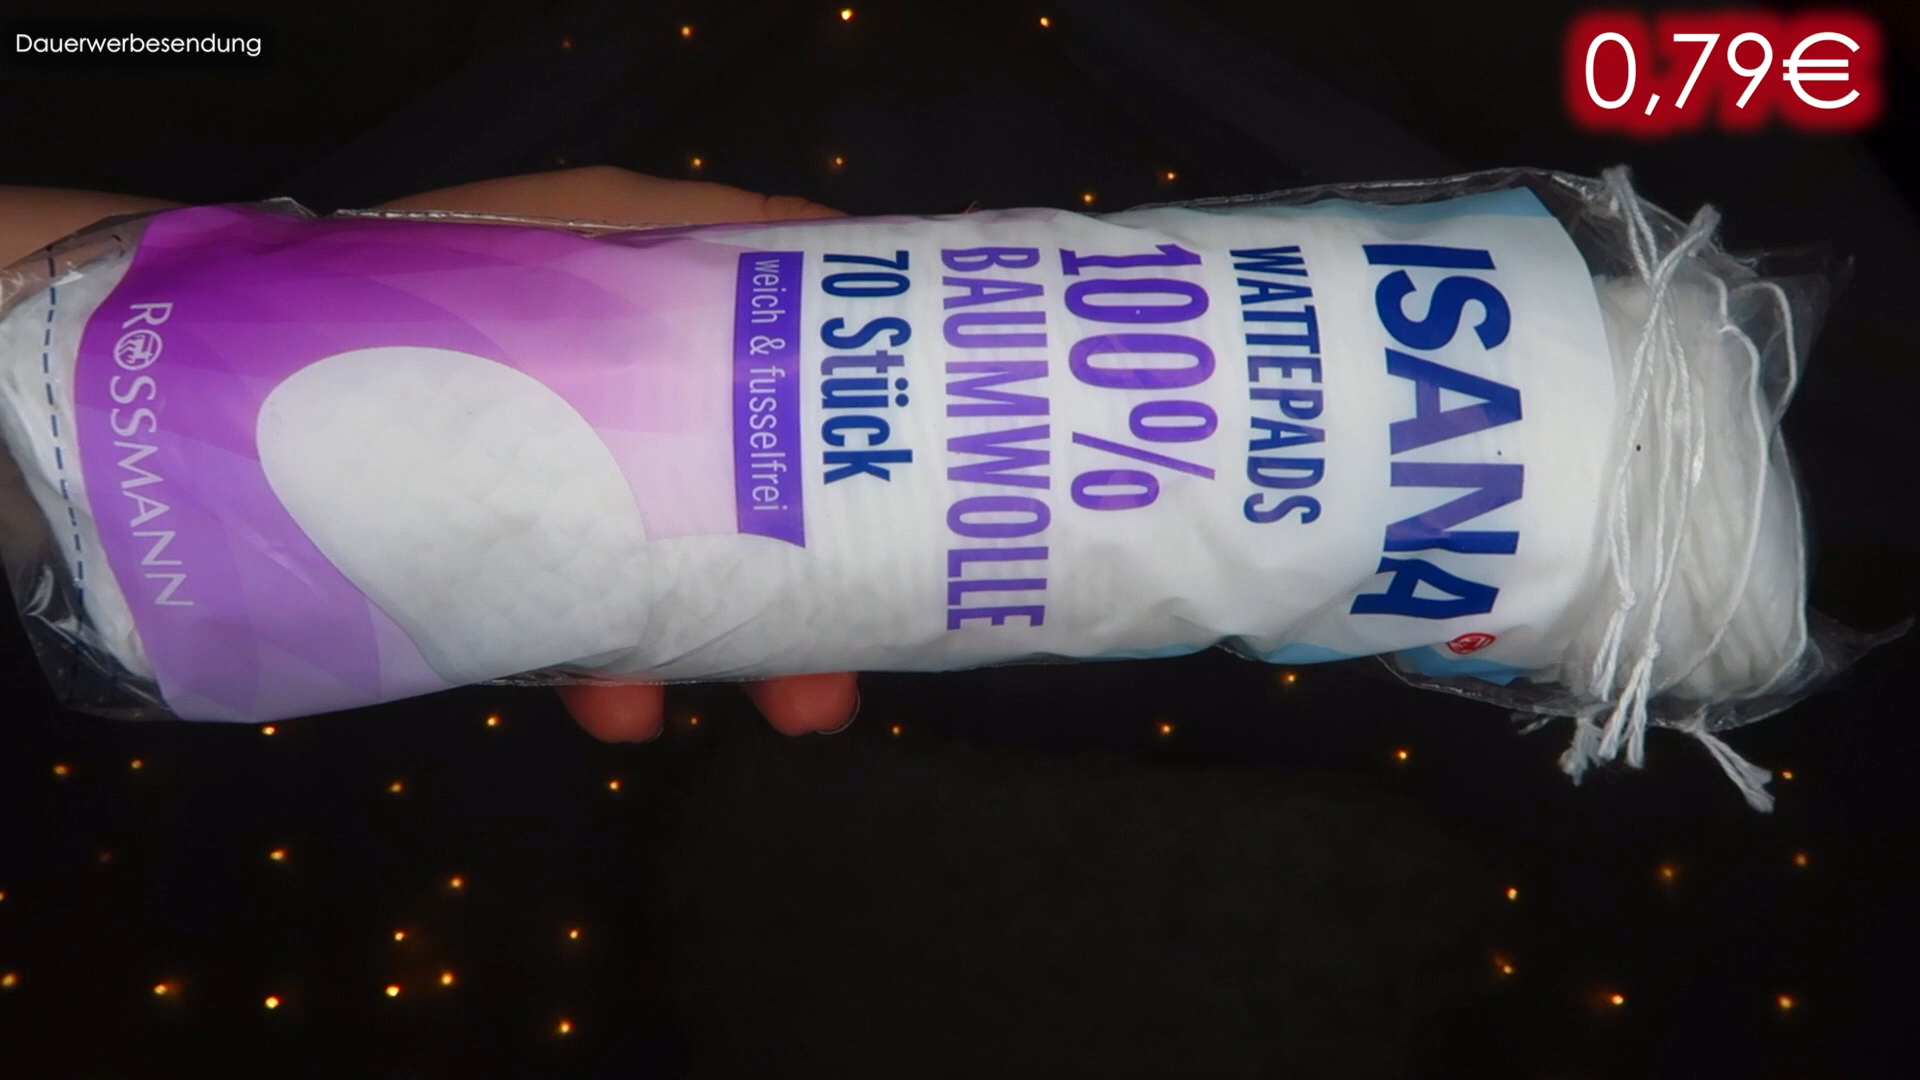 Dauerwerbesendung
0,79€
ISANA
WATTEPADS
100%
BAUMWOLLE
70 Stück
weich & fusselfrei
ROSSMANN